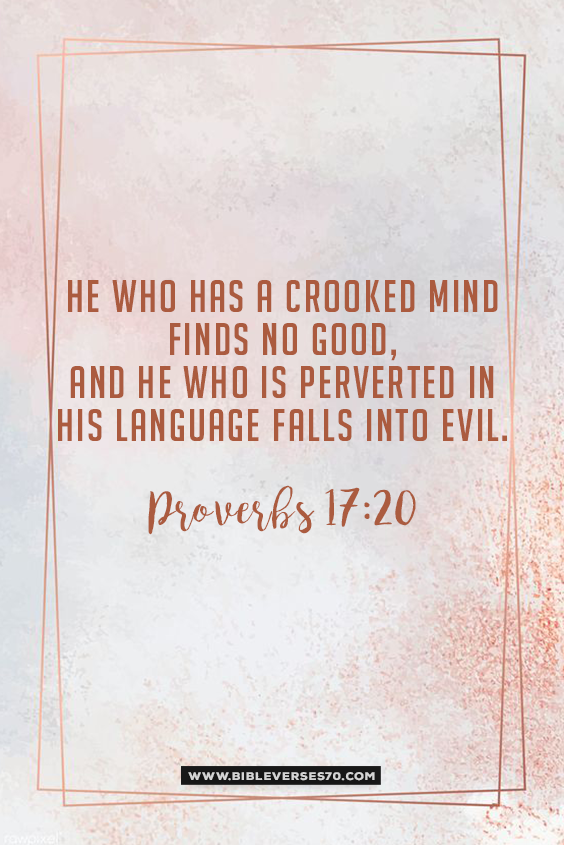 HE WHO HAS A CROOKED MIND
FINDS NO GOOD,
AND HE WHO IS PERVERTED IN
HIS LANGUAGE FALLS INTO EVIL.
Proverbs 17:20
WWW.BIBLEVERSES70.COM
rawpixel